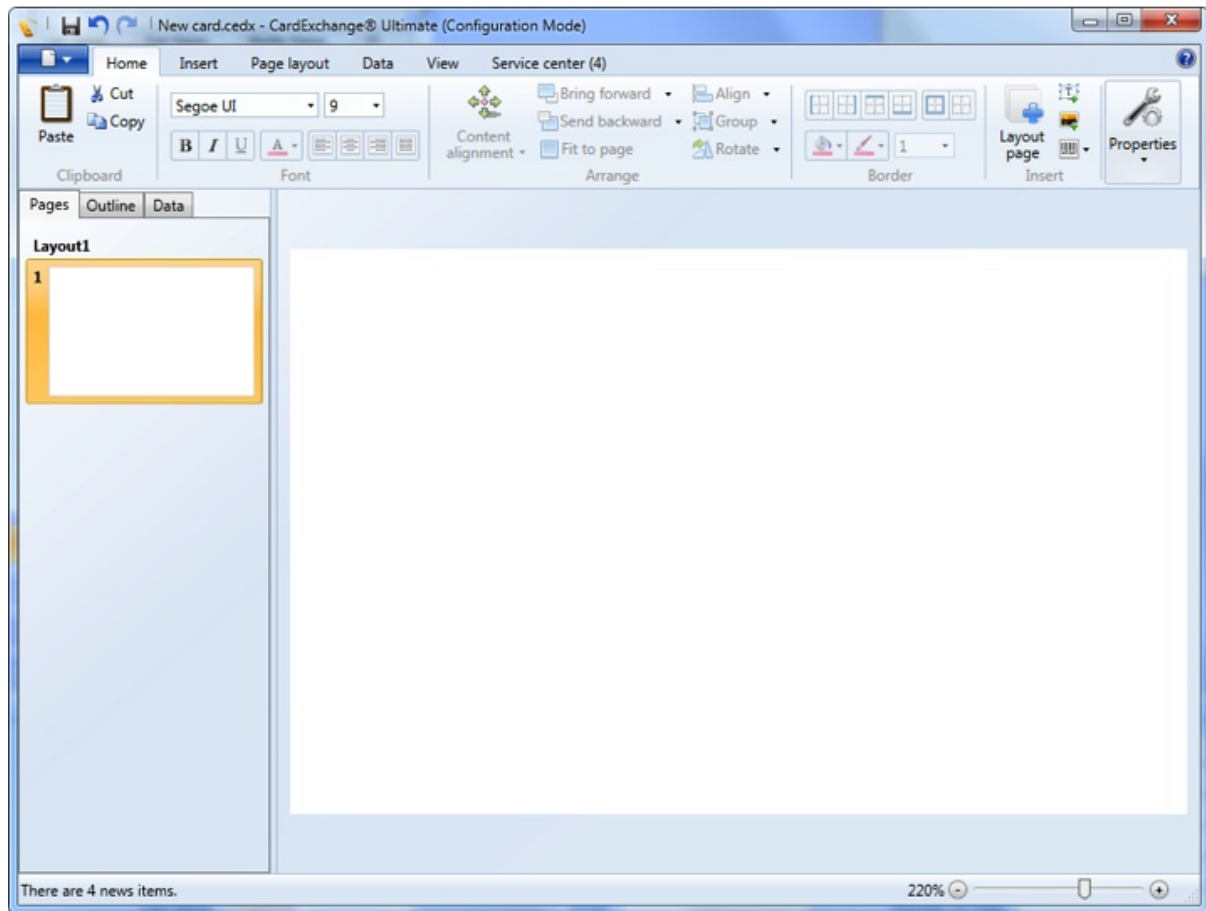 New card.cedx - CardExchange® Ultimate (Configuration Mode)
Home Insert Page layout Data View Service center (4)
Paste
Cut
Copy
Clipboard
Segoe UI 9
B I U A
Font
Content alignment
Bring forward
Send backward
Fit to page
Align
Group
Rotate
Arrange
1
Border
Layout page
Insert
Properties
Pages Outline Data
Layout1
1
There are 4 news items.
220%